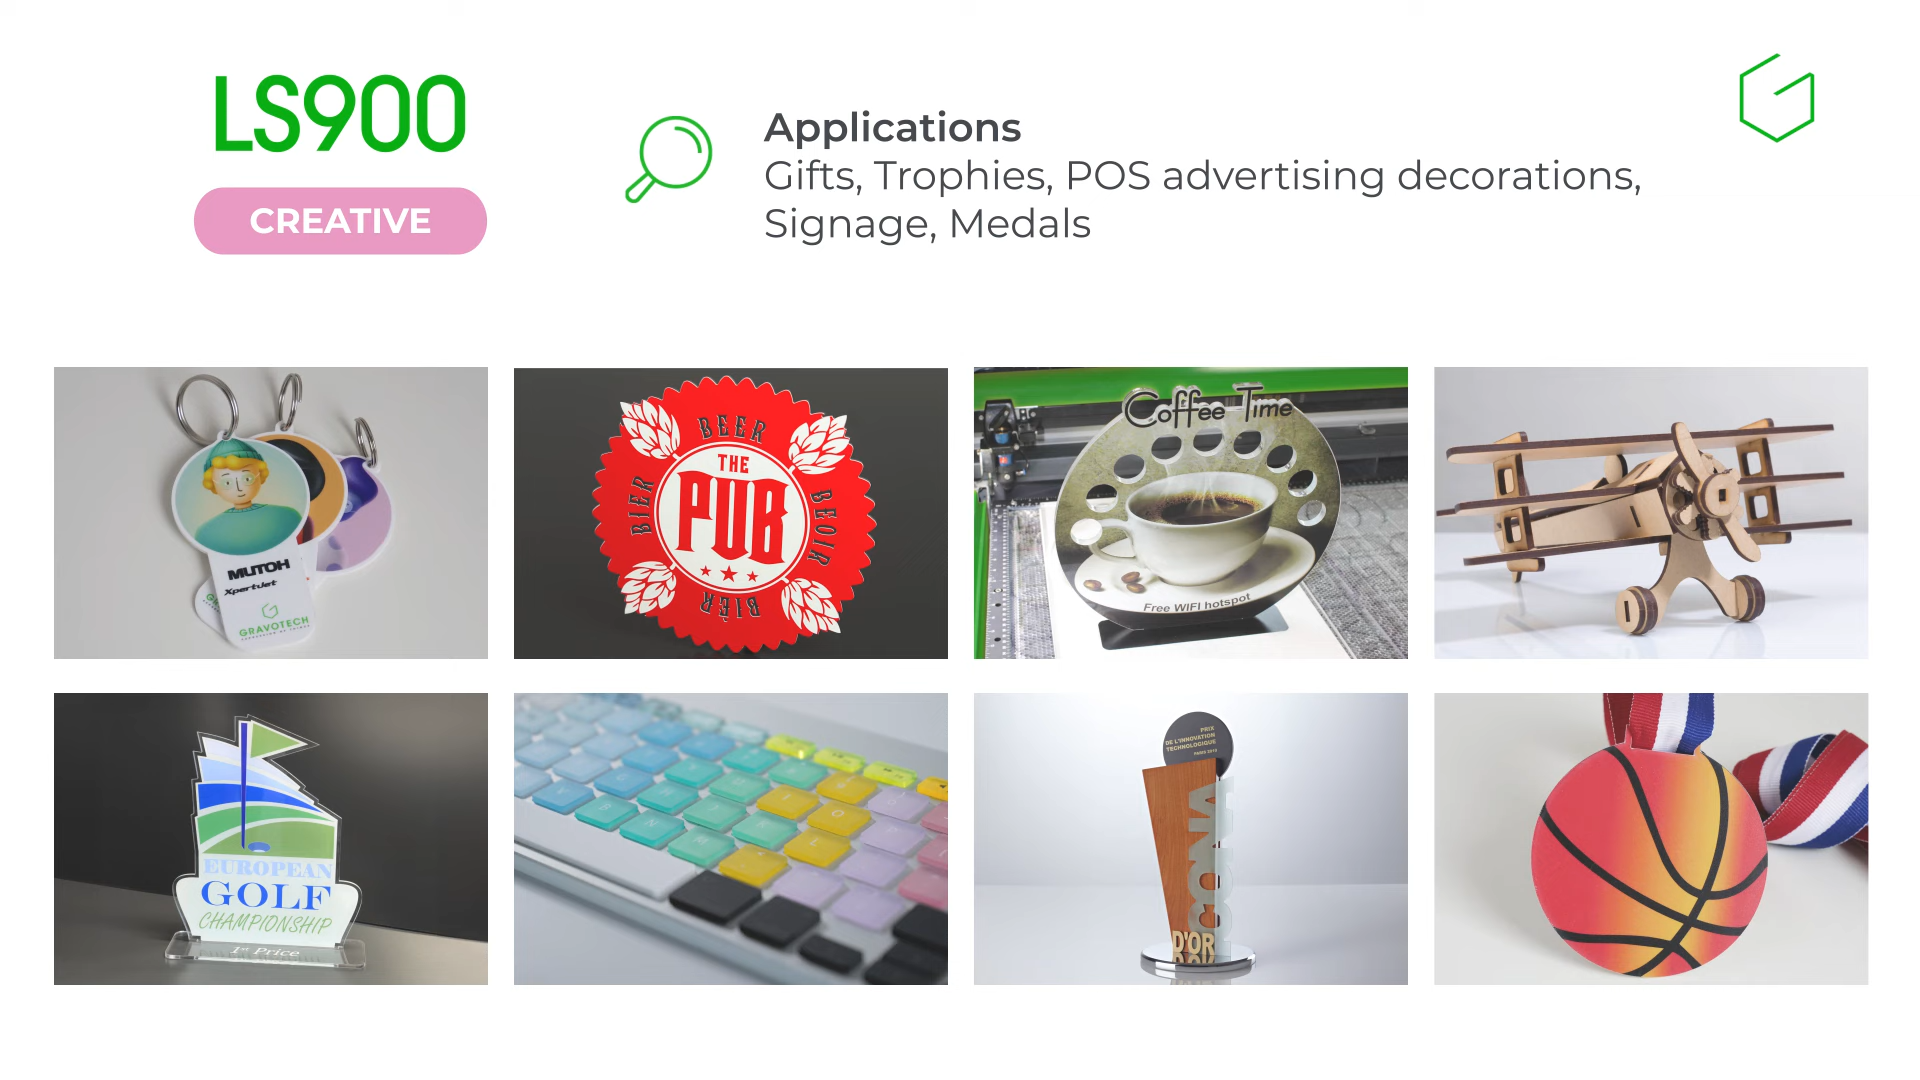 LS900
CREATIVE
Applications
Gifts, Trophies, POS advertising decorations,
Signage, Medals
MUTOH
XpertJet
GRAVOTECH
BEER
BIER
BEOIR
BIÈR
THE
PUB
Coffee Time
Free WIFI hotspot
EUROPEAN
GOLF
CHAMPIONSHIP
1st Price
PRIX
DE L'INNOVATION
TECHNOLOGIQUE
D'OR